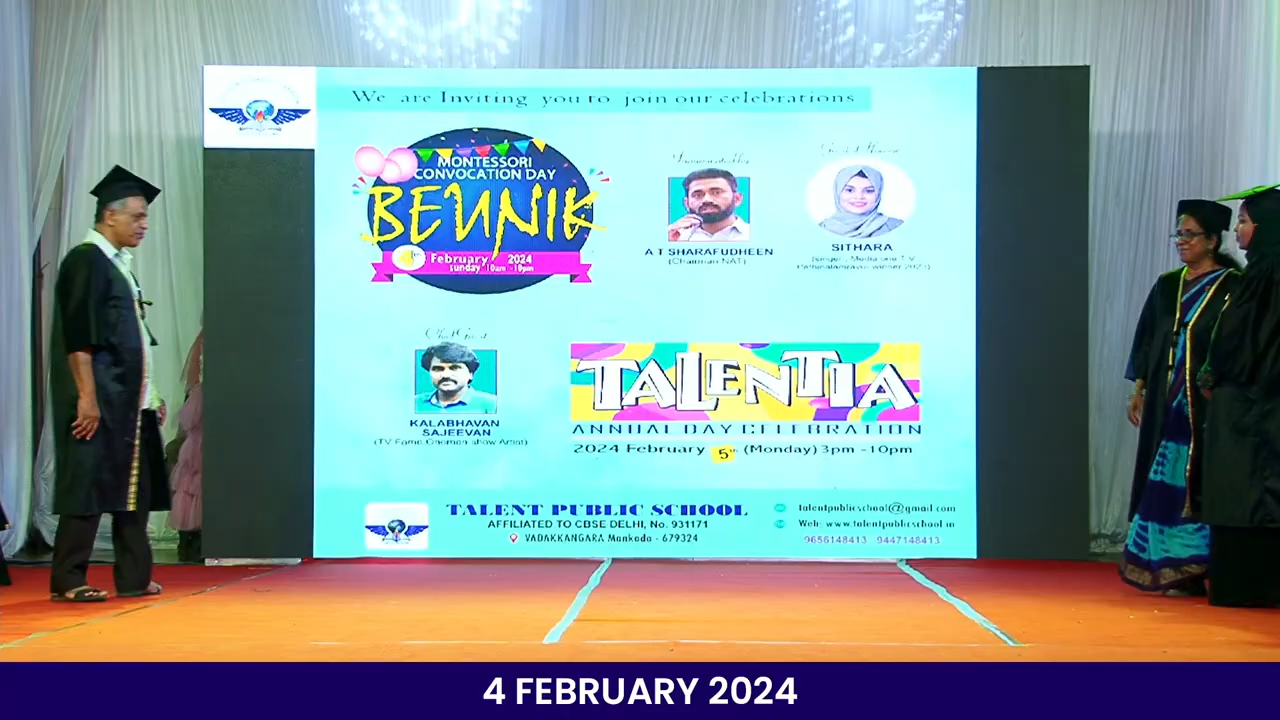 We are Inviting you to join our celebrations
MONTESSORI
CONVOCATION DAY
BEUNIK
February 2024
sunday 10am -10pm
A T SHARAFUDHEEN
(Chairman NAT)
SITHARA
KALABHAVAN
SAJEEVAN
TALENTIA
ANNUAL DAY CELEBRATION
2024 February 5th (Monday) 3pm -10pm
TALENT PUBLIC SCHOOL
AFFILIATED TO CBSE DELHI, No. 931171
VADAKKANGARA Mankada - 679324
talentpublicschool@gmail.com
Web: www.talentpublicschool.in
9656148413 9447148413
4 FEBRUARY 2024